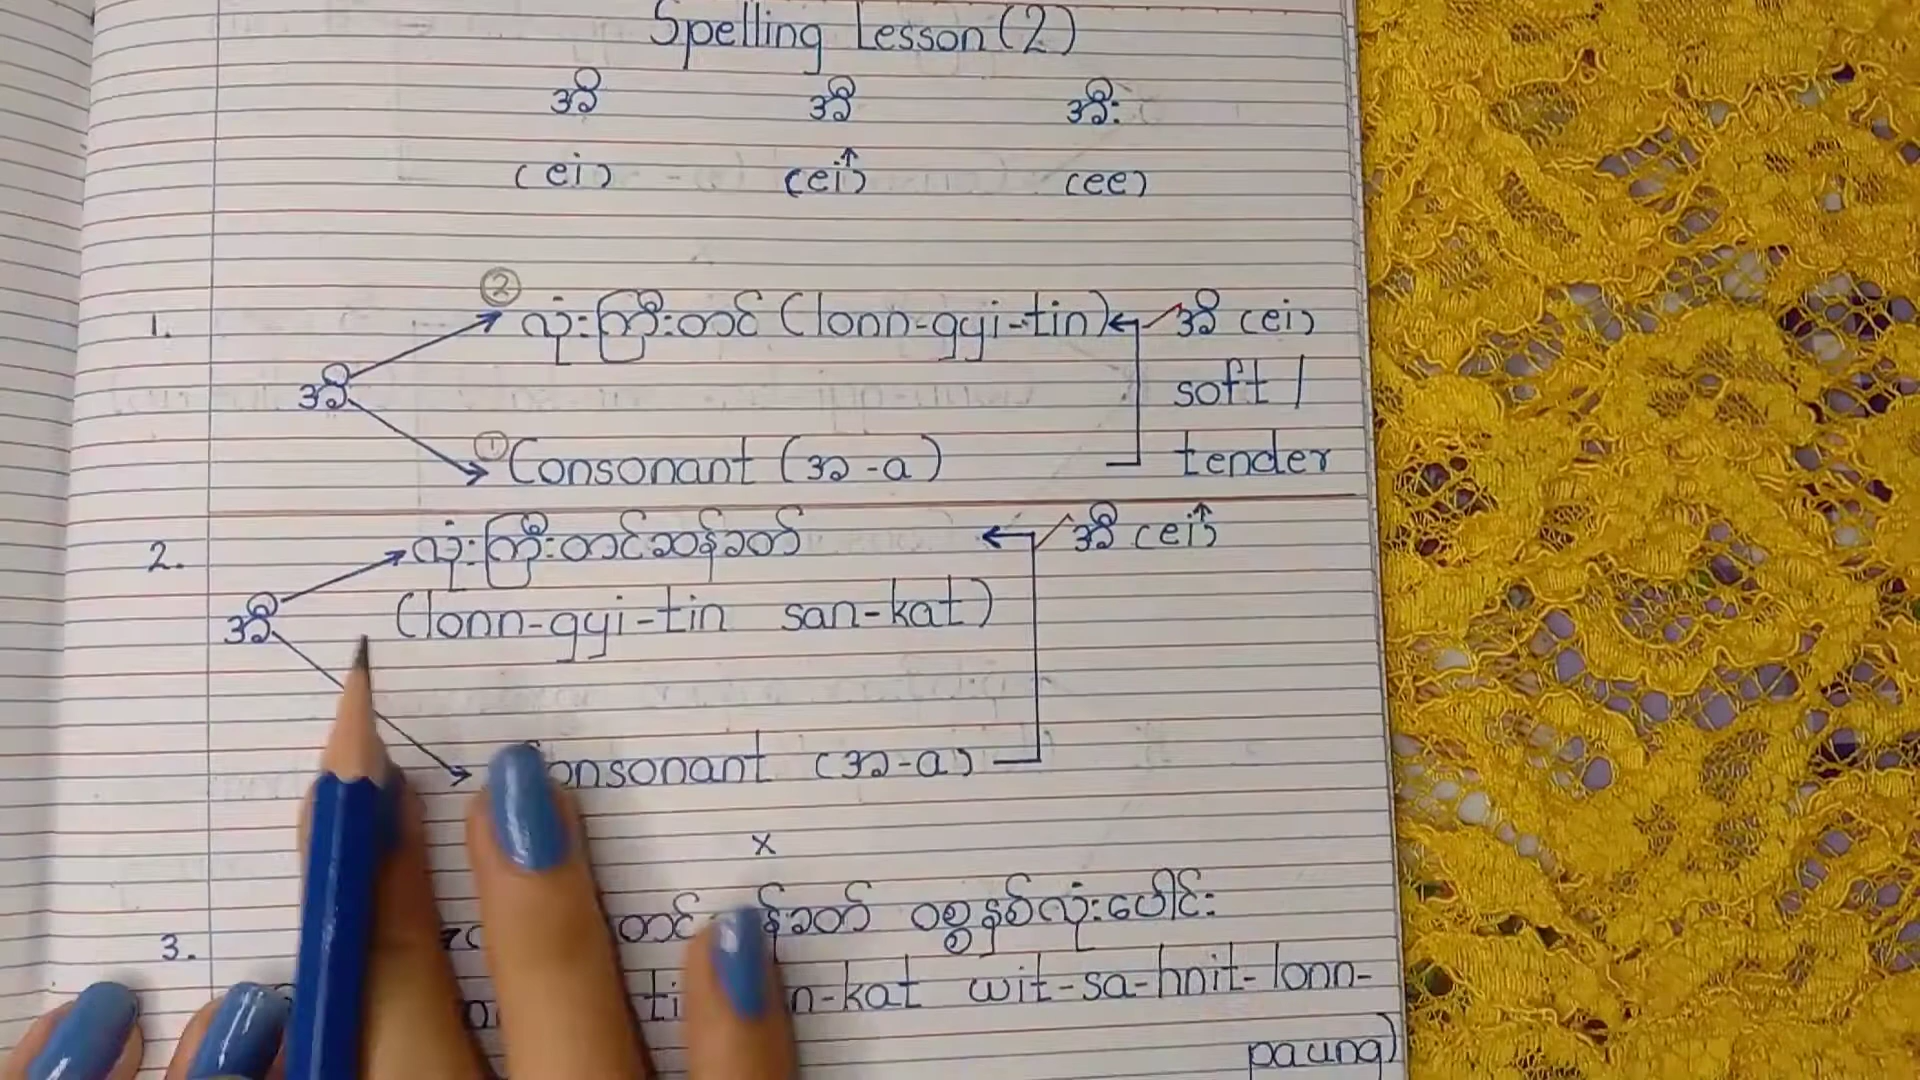 Spelling Lesson (2)
အိ အီ အီး
(ei) (ei↑) (ee)
② လုံးကြီးတင် (lonn-gyi-tin) ← အိ (ei)
1.
အိ soft /
① Consonant (အ-a) tender
2. လုံးကြီးတင်ဆန်ခတ် ← အီ (ei↑)
အီ (lonn-gyi-tin san-kat)
Consonant (အ-a)
x
3. တင် ခတ် ဝစ္စနှစ်လုံးပေါင်း
-kat wit-sa-hnit-lonn-
paung)